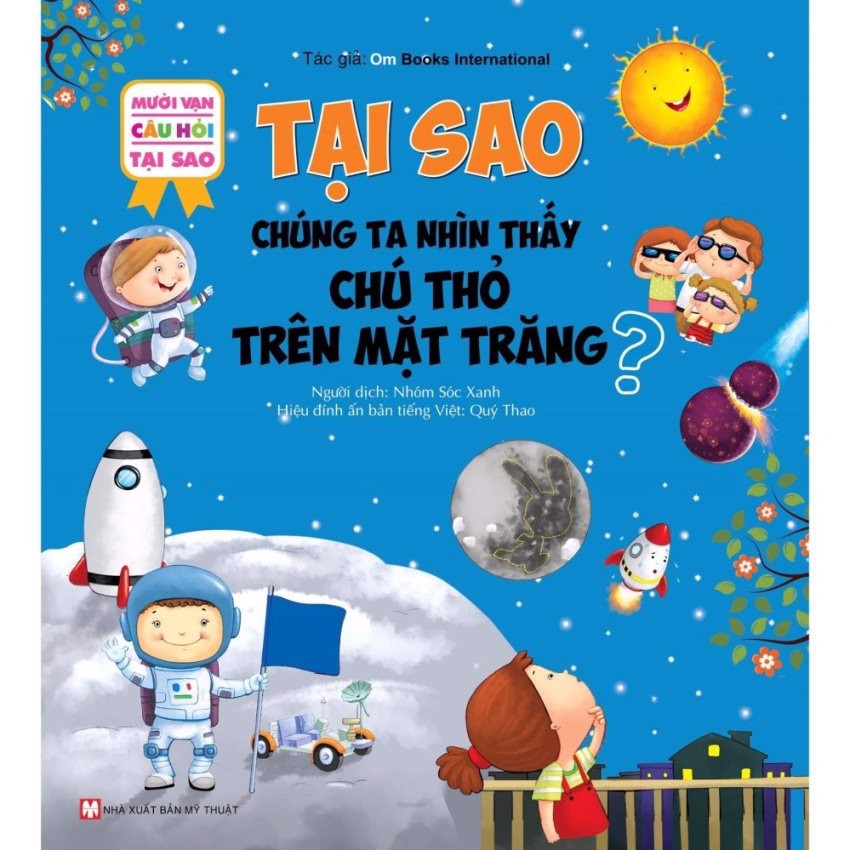 Tác giả: Om Books International
MƯỜI VẠN
CÂU HỎI
TẠI SAO
TẠI SAO
CHÚNG TA NHÌN THẤY
CHÚ THỎ
TRÊN MẶT TRĂNG?
Người dịch: Nhóm Sóc Xanh
Hiệu đính ấn bản tiếng Việt: Quý Thao
NHÀ XUẤT BẢN MỸ THUẬT